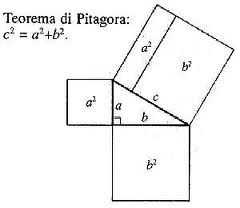 Teorema di Pitagora:
c² = a²+b².
a²
b²
a²
a
c
b
b²